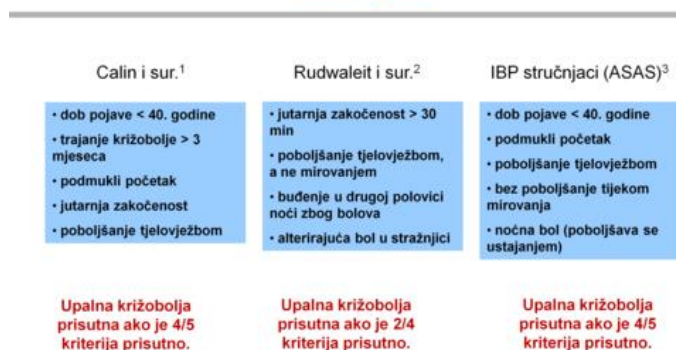 Calin i sur.¹
• dob pojave < 40. godine
• trajanje križobolje > 3
mjeseca
• podmukli početak
• jutarnja zakočenost
• poboljšanje tjelovježbom
Upalna križobolja
prisutna ako je 4/5
kriterija prisutno.
Rudwaleit i sur.²
• jutarnja zakočenost > 30
min
• poboljšanje tjelovježbom,
a ne mirovanjem
• buđenje u drugoj polovici
noći zbog bolova
• alterirajuća bol u stražnjici
Upalna križobolja
prisutna ako je 2/4
kriterija prisutno.
IBP stručnjaci (ASAS)³
• dob pojave < 40. godine
• podmukli početak
• poboljšanje tjelovježbom
• bez poboljšanje tijekom
mirovanja
• noćna bol (poboljšava se
ustajanjem)
Upalna križobolja
prisutna ako je 4/5
kriterija prisutno.